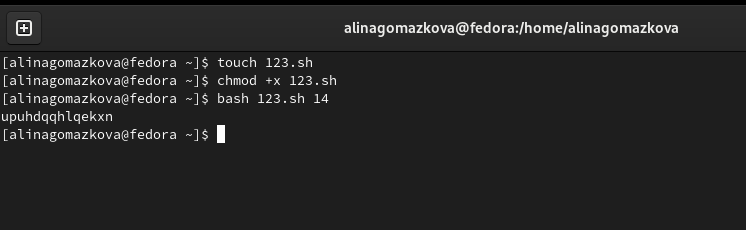 alinagomazkova@fedora:/home/alinagomazkova
[alinagomazkova@fedora ~]$ touch 123.sh
[alinagomazkova@fedora ~]$ chmod +x 123.sh
[alinagomazkova@fedora ~]$ bash 123.sh 14
upuhdqqhlqekxn
[alinagomazkova@fedora ~]$